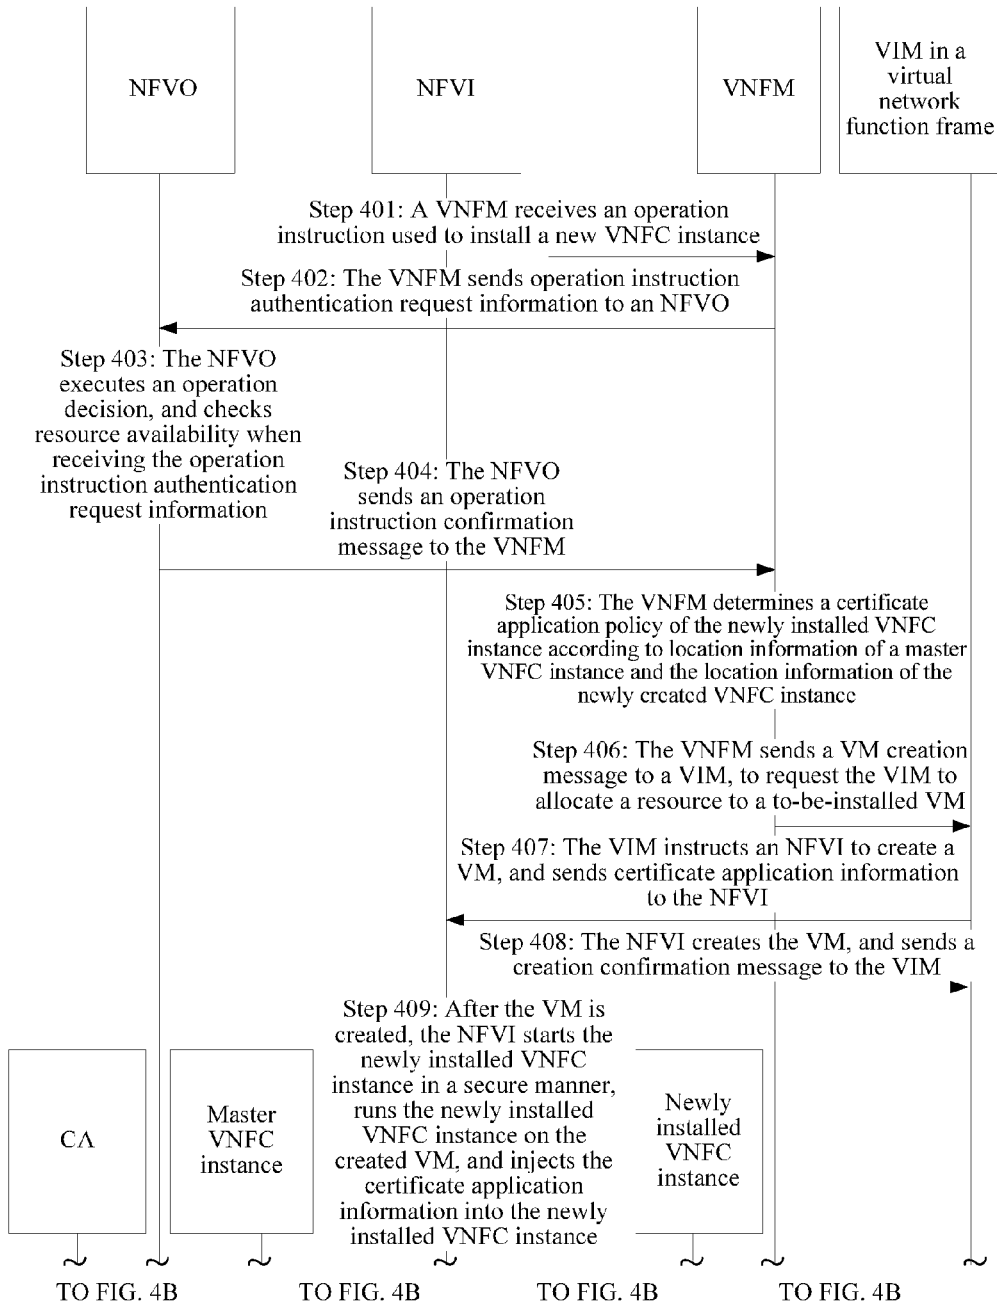 NFVO
NFVI
VNFM
VIM in a
virtual
network
function frame
Step 401: A VNFM receives an operation
instruction used to install a new VNFC instance
Step 402: The VNFM sends operation instruction
authentication request information to an NFVO
Step 403: The NFVO
executes an operation
decision, and checks
resource availability when
receiving the operation
instruction authentication
request information
Step 404: The NFVO
sends an operation
instruction confirmation
message to the VNFM
Step 405: The VNFM determines a certificate
application policy of the newly installed VNFC
instance according to location information of a master
VNFC instance and the location information of the
newly created VNFC instance
Step 406: The VNFM sends a VM creation
message to a VIM, to request the VIM to
allocate a resource to a to-be-installed VM
Step 407: The VIM instructs an NFVI to create a
VM, and sends certificate application information
to the NFVI
Step 408: The NFVI creates the VM, and sends a
creation confirmation message to the VIM
Step 409: After the VM is
created, the NFVI starts the
newly installed VNFC
instance in a secure manner,
runs the newly installed
VNFC instance on the
created VM, and injects the
certificate application
information into the newly
installed VNFC instance
CA
Master
VNFC
instance
Newly
installed
VNFC
instance
TO FIG. 4B
TO FIG. 4B
TO FIG. 4B
TO FIG. 4B